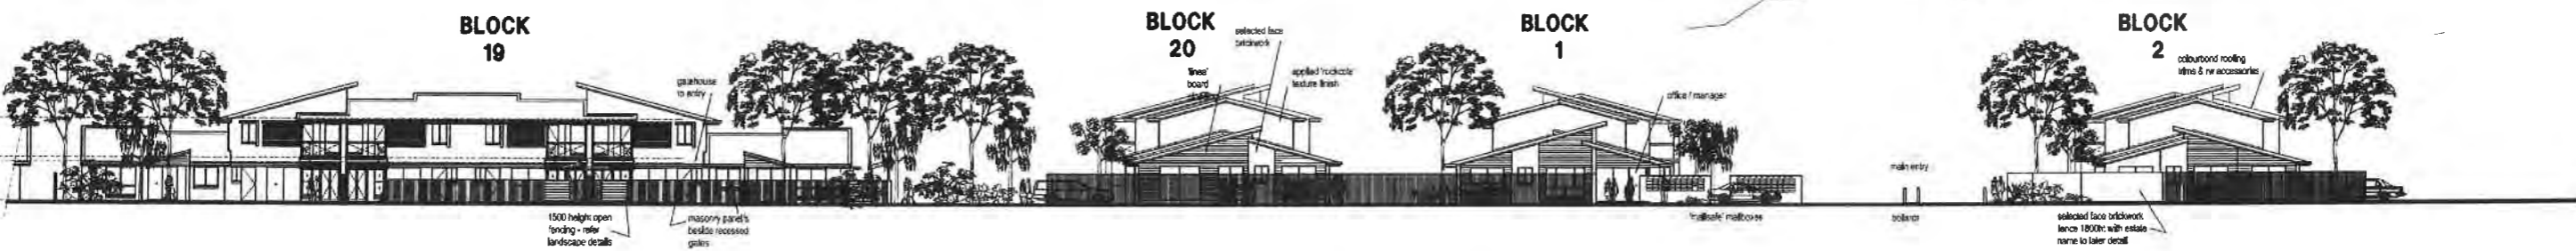 BLOCK
19
gatehouse
to entry
1500 height open
fencing - refer
landscape details
masonry panels
beside recessed
gates
BLOCK
20
selected face
brickwork
'linea'
board
applied 'rockcote'
texture finish
BLOCK
1
office / manager
'mailsafe' mailboxes
main entry
bollards
BLOCK
2
colourbond roofing
trims & rw accessories
selected face brickwork
fence 1800hi: with estate
name to later detail